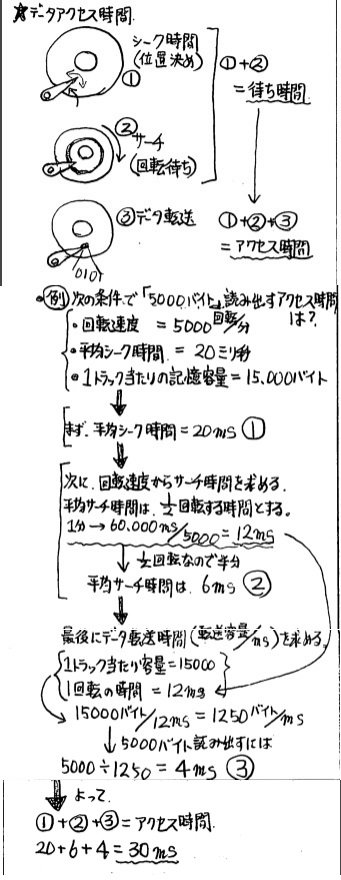 ☆データアクセス時間
シーク時間
(位置決め)
①
①+②
=待ち時間
②サーチ
(回転待ち)
③データ転送
0101
①+②+③
=アクセス時間
・例 次の条件で「5000バイト」読み出すアクセス時間
は?
・回転速度 = 5000回転/分
・平均シーク時間 = 20ミリ秒
・1トラック当たりの記憶容量=15,000バイト
まず、平均シーク時間=20ms ①
次に、回転速度からサーチ時間を求める。
平均サーチ時間は、1/2回転する時間とする。
1分→60,000ms/5000=12ms
1/2回転なので半分
平均サーチ時間は 6ms ②
最後にデータ転送時間(転送容量/ms)を求める。
1トラック当たり容量=15000
1回転の時間 =12ms
15000バイト/12ms=1250バイト/ms
5000バイト読み出すには
5000÷1250=4ms ③
よって、
①+②+③=アクセス時間
20+6+4=30ms